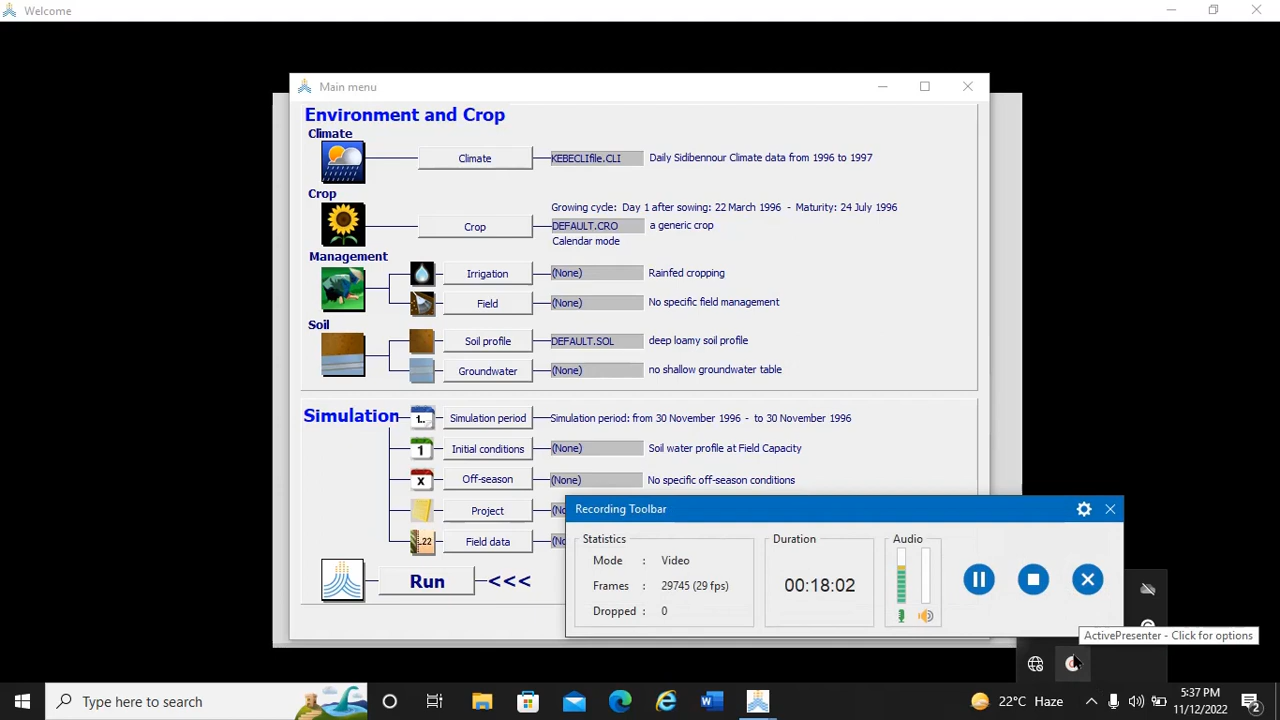 Welcome
Main menu
Environment and Crop
Climate
Climate
KEBECLIfile.CLI
Daily Sidibennour Climate data from 1996 to 1997
Crop
Growing cycle: Day 1 after sowing: 22 March 1996 - Maturity: 24 July 1996
Crop
DEFAULT.CRO
a generic crop
Calendar mode
Management
Irrigation
(None)
Rainfed cropping
Field
(None)
No specific field management
Soil
Soil profile
DEFAULT.SOL
deep loamy soil profile
Groundwater
(None)
no shallow groundwater table
Simulation
1..
Simulation period
Simulation period: from 30 November 1996 - to 30 November 1996
1
Initial conditions
(None)
Soil water profile at Field Capacity
X
Off-season
(None)
No specific off-season conditions
Project
(No
..22
Field data
(No
Run
<<<
Recording Toolbar
Statistics
Mode : Video
Frames : 29745 (29 fps)
Dropped : 0
Duration
00:18:02
Audio
ActivePresenter - Click for options
Type here to search
22°C Haze
5:37 PM
11/12/2022
2